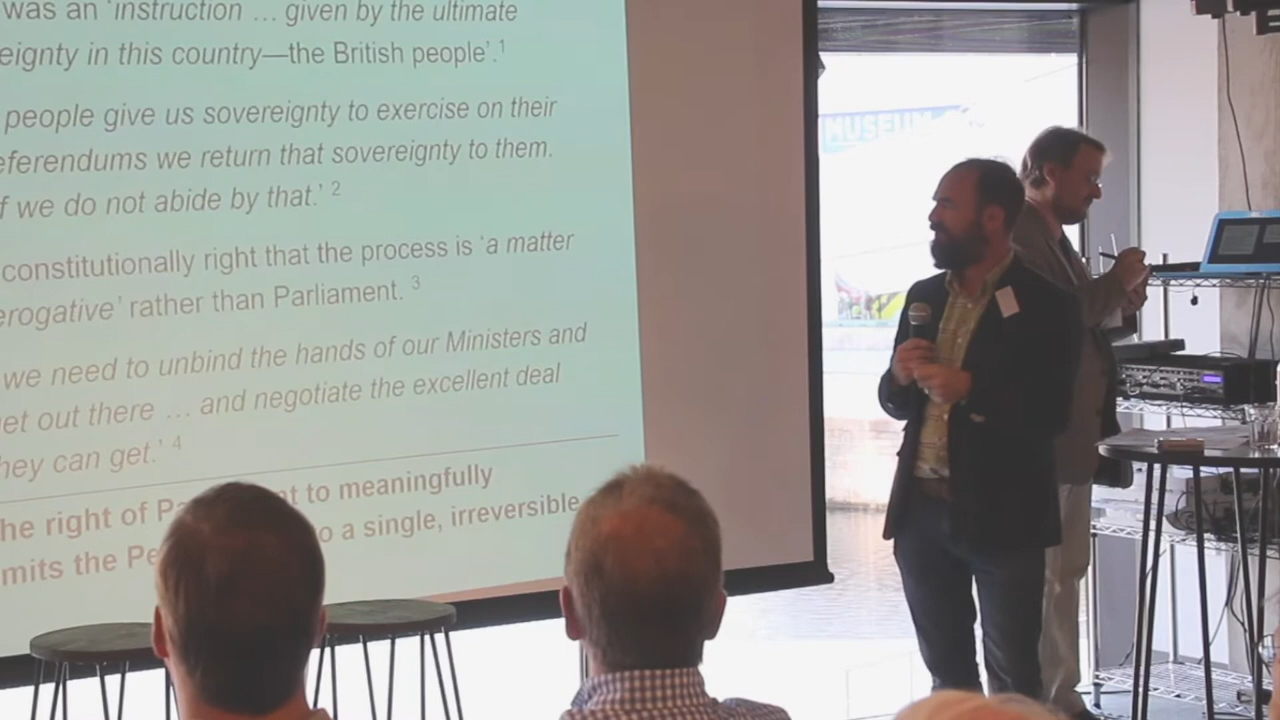 was an 'instruction … given by the ultimate
eignty in this country—the British people'.¹
people give us sovereignty to exercise on their
eferendums we return that sovereignty to them.
f we do not abide by that.' ²
constitutionally right that the process is 'a matter
erogative' rather than Parliament. ³
we need to unbind the hands of our Ministers and
et out there … and negotiate the excellent deal
hey can get.' ⁴
he right of P nt to meaningfully
o a single, irreversible
mits the Pe
MUSEUM